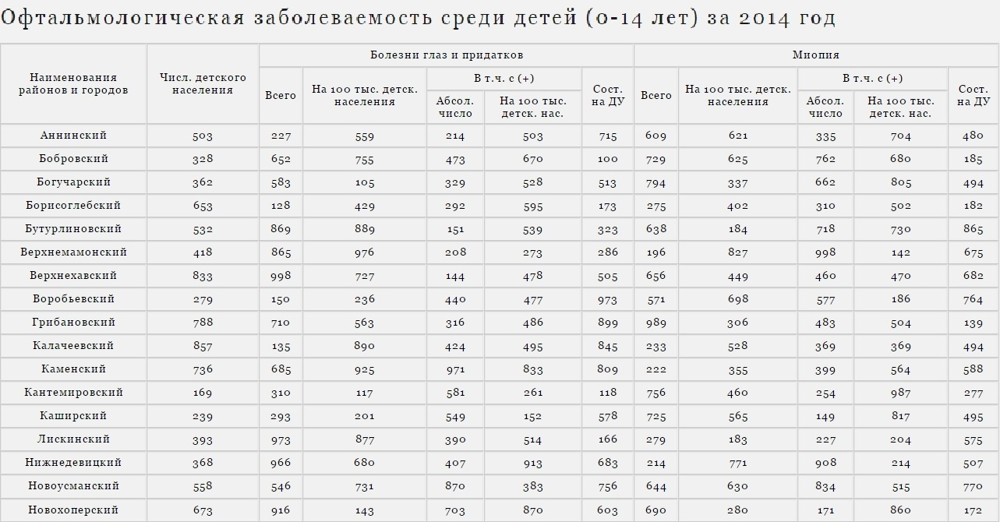 Офтальмологическая заболеваемость среди детей (0-14 лет) за 2014 год
Наименования районов и городов Числ. детского населения Болезни глаз и придатков Миопия
Всего На 100 тыс. детск. населения В т.ч. с (+) Сост. на ДУ Всего На 100 тыс. детск. населения В т.ч. с (+) Сост. на ДУ
Абсол. число На 100 тыс. детск. нас. Абсол. число На 100 тыс. детск. нас.
Аннинский 503 227 559 214 503 715 609 621 335 704 480
Бобровский 328 652 755 473 670 100 729 625 762 680 185
Богучарский 362 583 105 329 528 513 794 337 662 805 494
Борисоглебский 653 128 429 292 595 173 275 402 310 502 182
Бутурлиновский 532 869 889 151 539 323 638 184 718 730 865
Верхнемамонский 418 865 976 208 273 286 196 827 998 142 675
Верхнехавский 833 998 727 144 478 505 656 449 460 470 682
Воробьевский 279 150 236 440 477 973 571 698 577 186 764
Грибановский 788 710 563 316 486 899 989 306 483 504 139
Калачеевский 857 135 890 424 495 845 233 528 369 369 494
Каменский 736 685 925 971 833 809 222 355 399 564 588
Кантемировский 169 310 117 581 261 118 756 460 254 987 277
Каширский 239 293 201 549 152 578 725 565 149 817 495
Лискинский 393 973 877 390 514 166 279 183 227 204 575
Нижнедевицкий 368 966 680 407 913 683 214 771 908 214 507
Новоусманский 558 546 731 870 383 756 644 630 834 515 770
Новохоперский 673 916 143 703 870 603 690 280 171 860 172